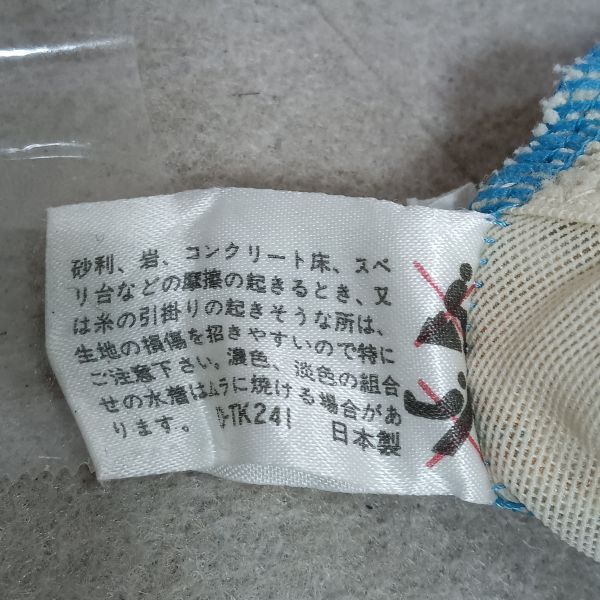 砂利、岩、コンクリート床、スベ
リ台などの摩擦の起きるとき、又
は糸の引掛りの起きそうな所は、
生地の損傷を招きやすいので特に
ご注意下さい。濃色、淡色の組合
せの水着はムラに焼ける場合があ
ります。 D-TK241 日本製